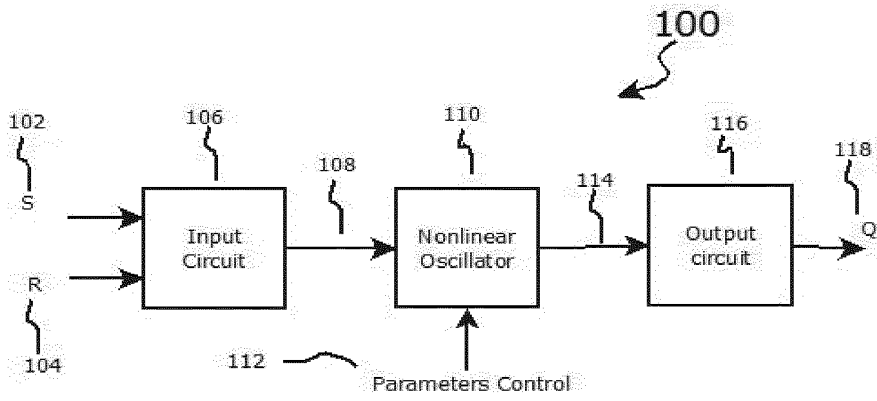 100
102
106
110
116
118
108
114
S
Q
Input
Circuit
Nonlinear
Oscillator
Output
circuit
R
104
112
Parameters Control